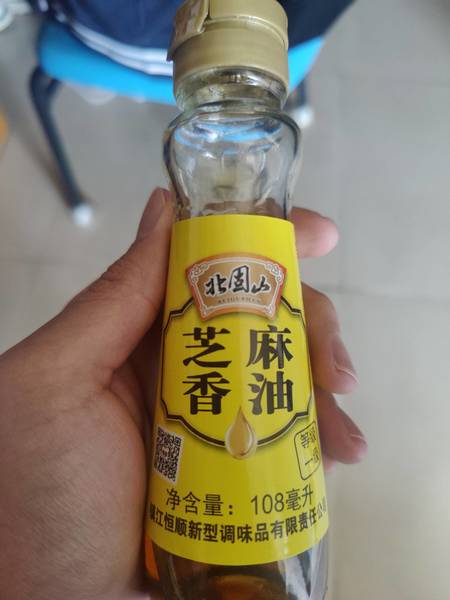 北固山
BEIGUSHAN
芝麻
香油
等级
一级
净含量：108毫升
镇江恒顺新型调味品有限责任公